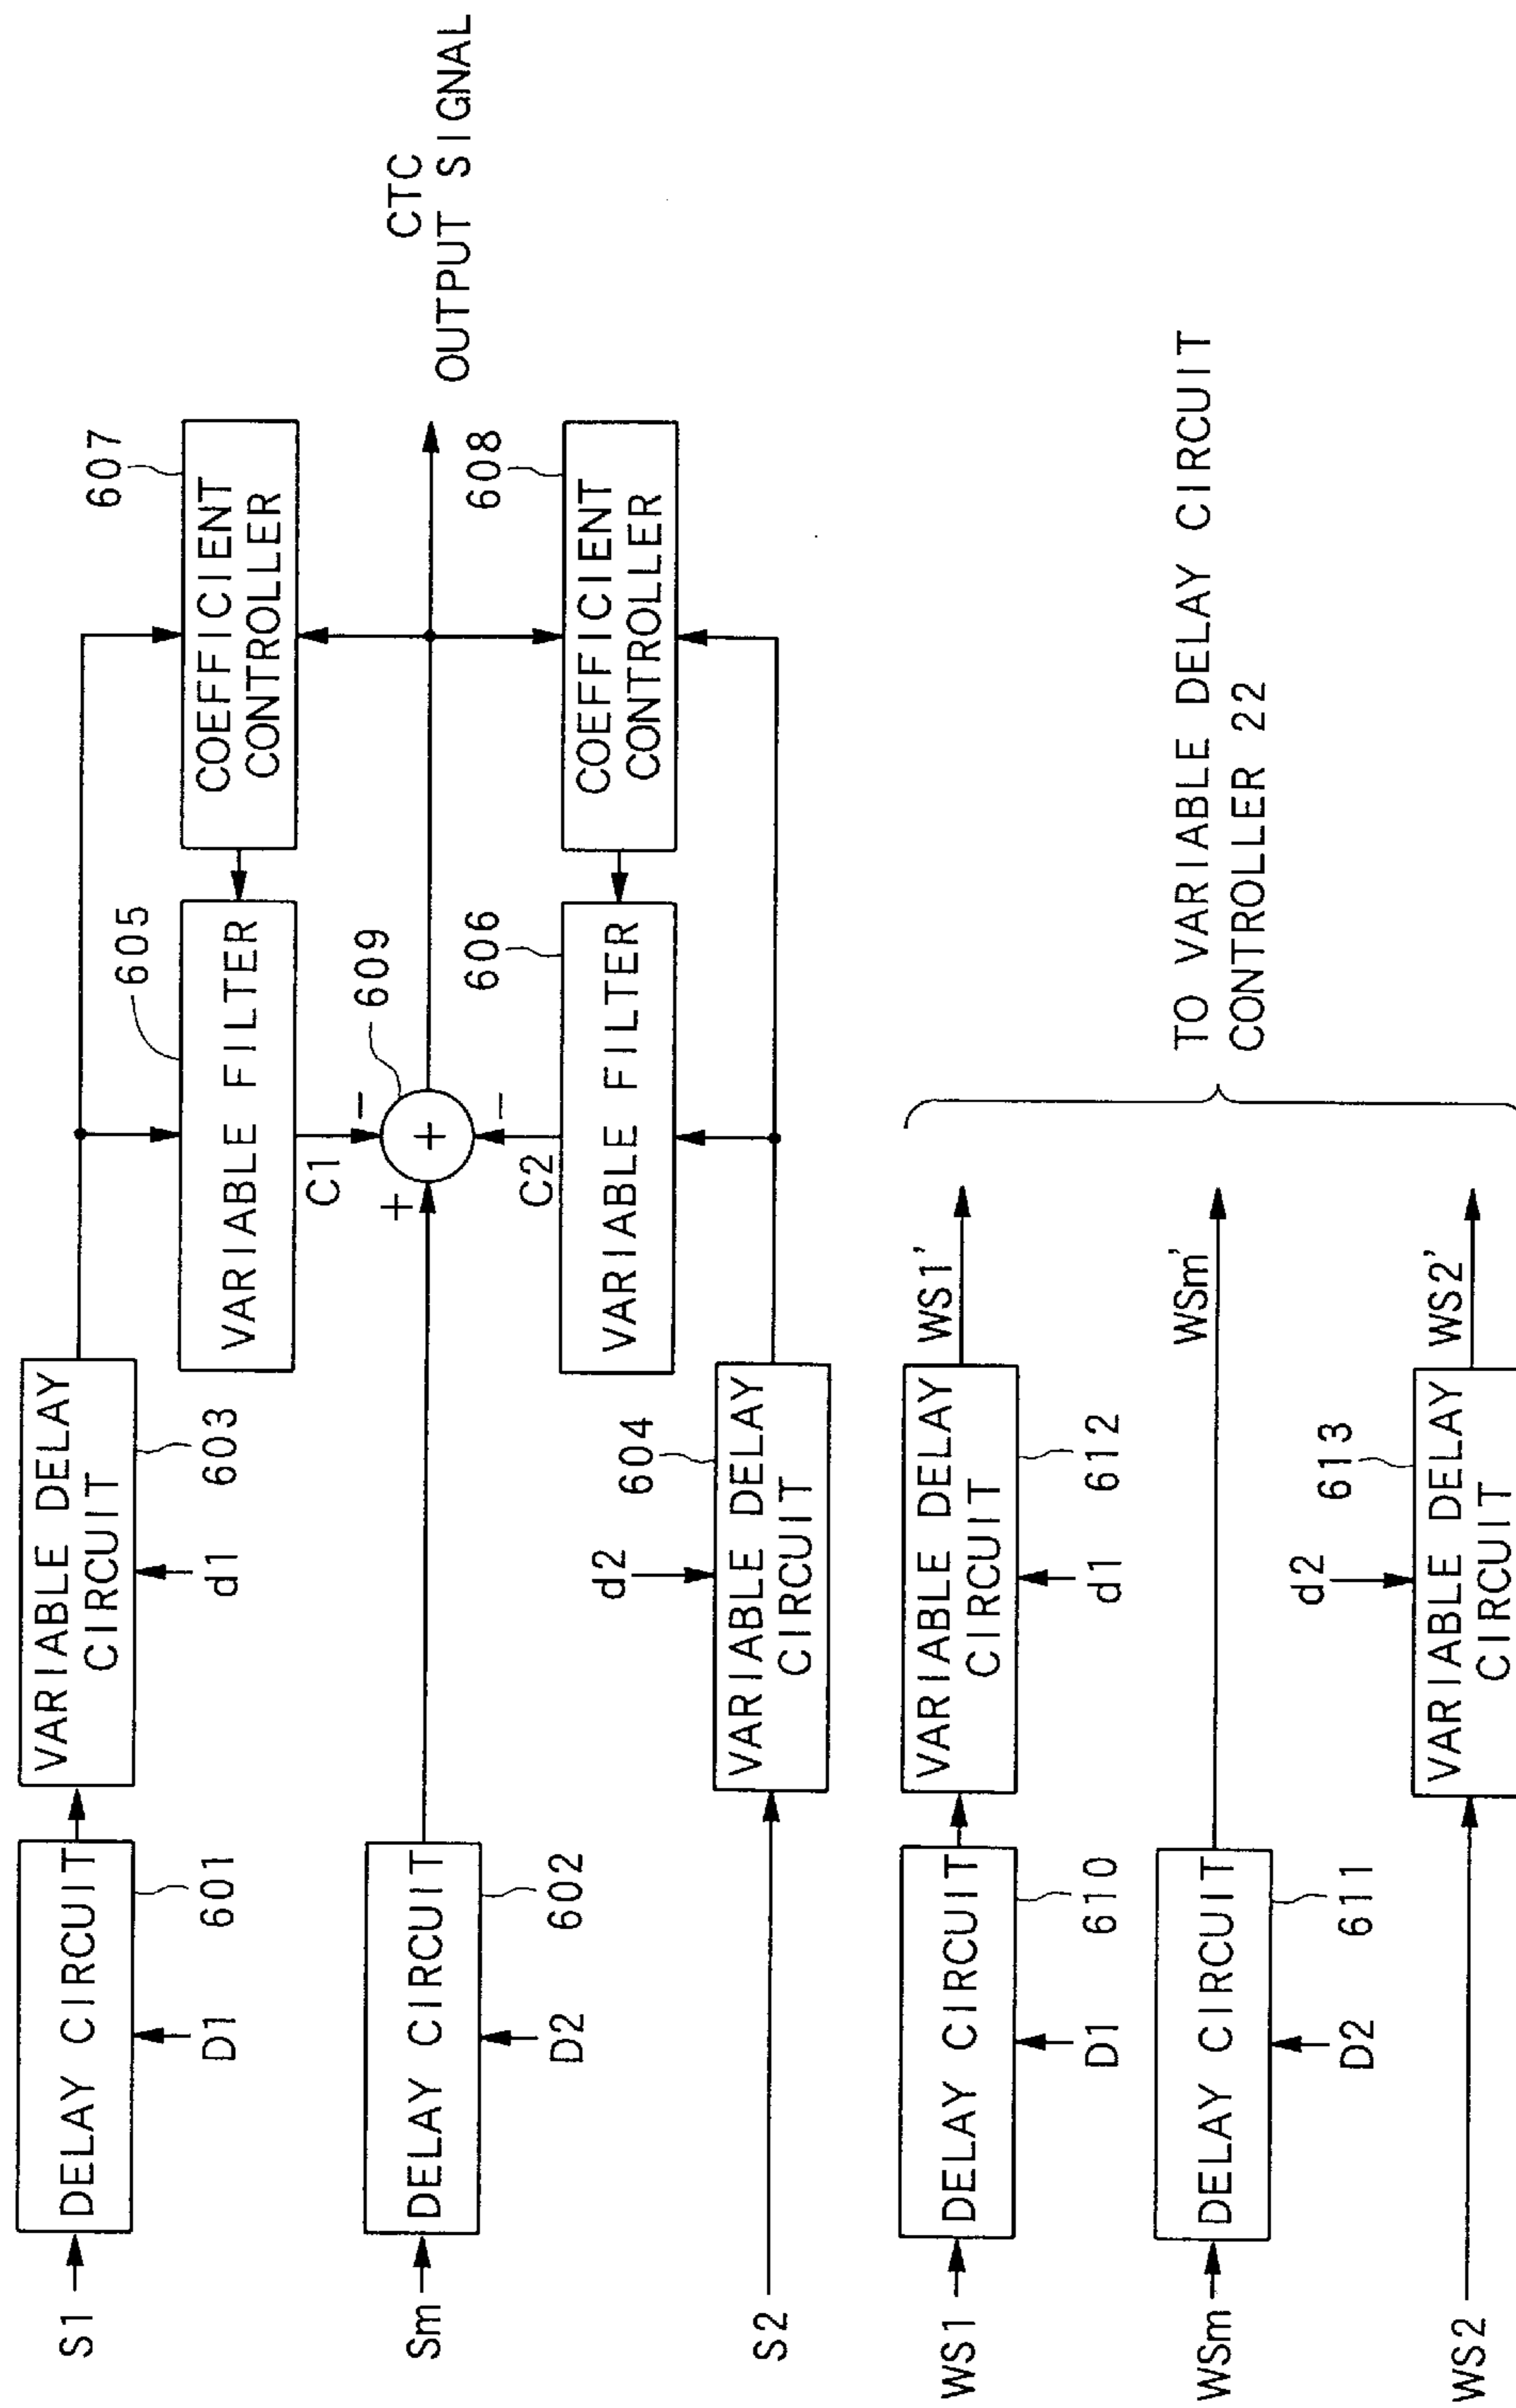 S1
DELAY CIRCUIT
601
D1
VARIABLE DELAY
CIRCUIT
603
d1
VARIABLE FILTER
605
C1
COEFFICIENT
CONTROLLER
607
Sm
DELAY CIRCUIT
602
D2
+
−
+
−
609
CTC
OUTPUT SIGNAL
S2
d2
VARIABLE DELAY
CIRCUIT
604
C2
VARIABLE FILTER
606
COEFFICIENT
CONTROLLER
608
WS1
DELAY CIRCUIT
610
D1
VARIABLE DELAY
CIRCUIT
612
d1
WS1'
WSm
DELAY CIRCUIT
611
D2
WSm'
WS2
d2
VARIABLE DELAY
CIRCUIT
613
WS2'
TO VARIABLE DELAY CIRCUIT
CONTROLLER 22